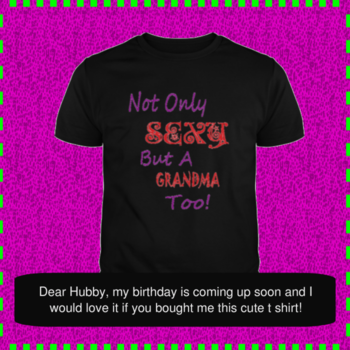 Not Only
SEXY
But A
GRANDMA
Too!
Dear Hubby, my birthday is coming up soon and I
would love it if you bought me this cute t shirt!